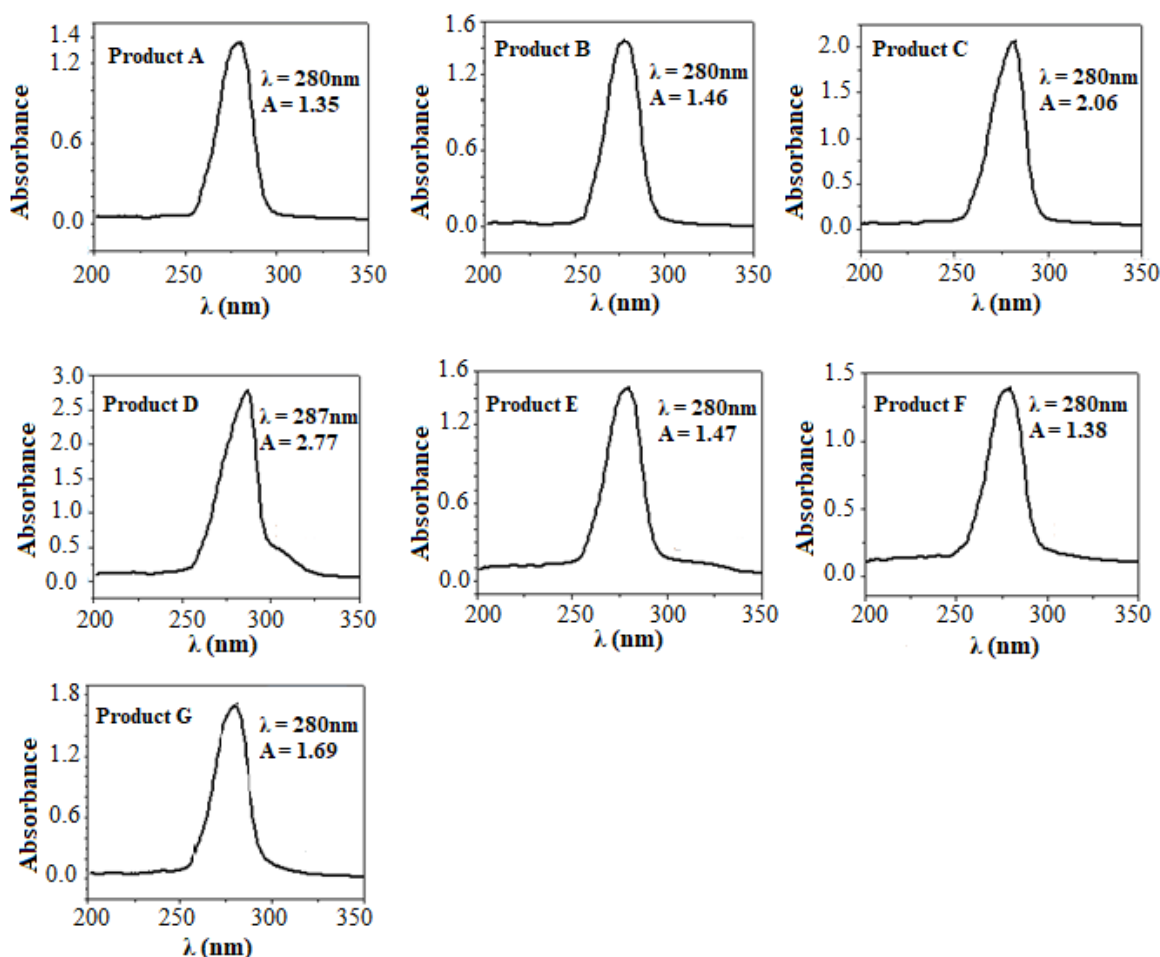 Absorbance
1.4
1.2
0.6
0.0
Product A
λ = 280nm
A = 1.35
200 250 300 350
λ (nm)
Absorbance
1.6
1.2
0.6
0.0
Product B
λ = 280nm
A = 1.46
200 250 300 350
λ (nm)
Absorbance
2.0
1.5
1.0
0.5
0.0
Product C
λ = 280nm
A = 2.06
200 250 300 350
λ (nm)
Absorbance
3.0
2.5
2.0
1.5
1.0
0.5
0.0
Product D
λ = 287nm
A = 2.77
200 250 300 350
λ (nm)
Absorbance
1.6
1.2
0.6
0.0
Product E
λ = 280nm
A = 1.47
200 250 300 350
λ (nm)
Absorbance
1.5
1.0
0.5
0.0
Product F
λ = 280nm
A = 1.38
200 250 300 350
λ (nm)
Absorbance
1.8
1.2
0.6
0.0
Product G
λ = 280nm
A = 1.69
200 250 300 350
λ (nm)